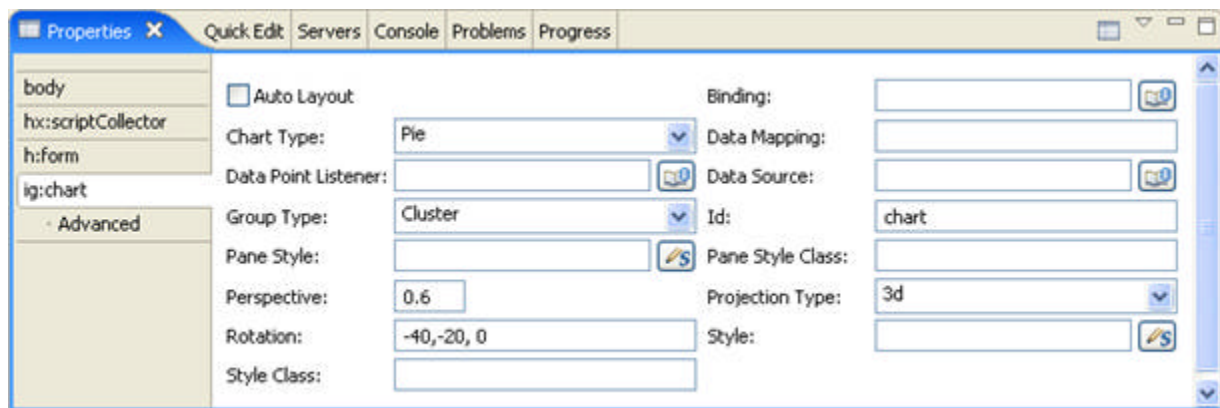 Properties Quick Edit Servers Console Problems Progress
body
hx:scriptCollector
h:form
ig:chart
Advanced
Auto Layout Binding:
Chart Type: Pie Data Mapping:
Data Point Listener: Data Source:
Group Type: Cluster Id: chart
Pane Style: Pane Style Class:
Perspective: 0.6 Projection Type: 3d
Rotation: -40,-20, 0 Style:
Style Class: